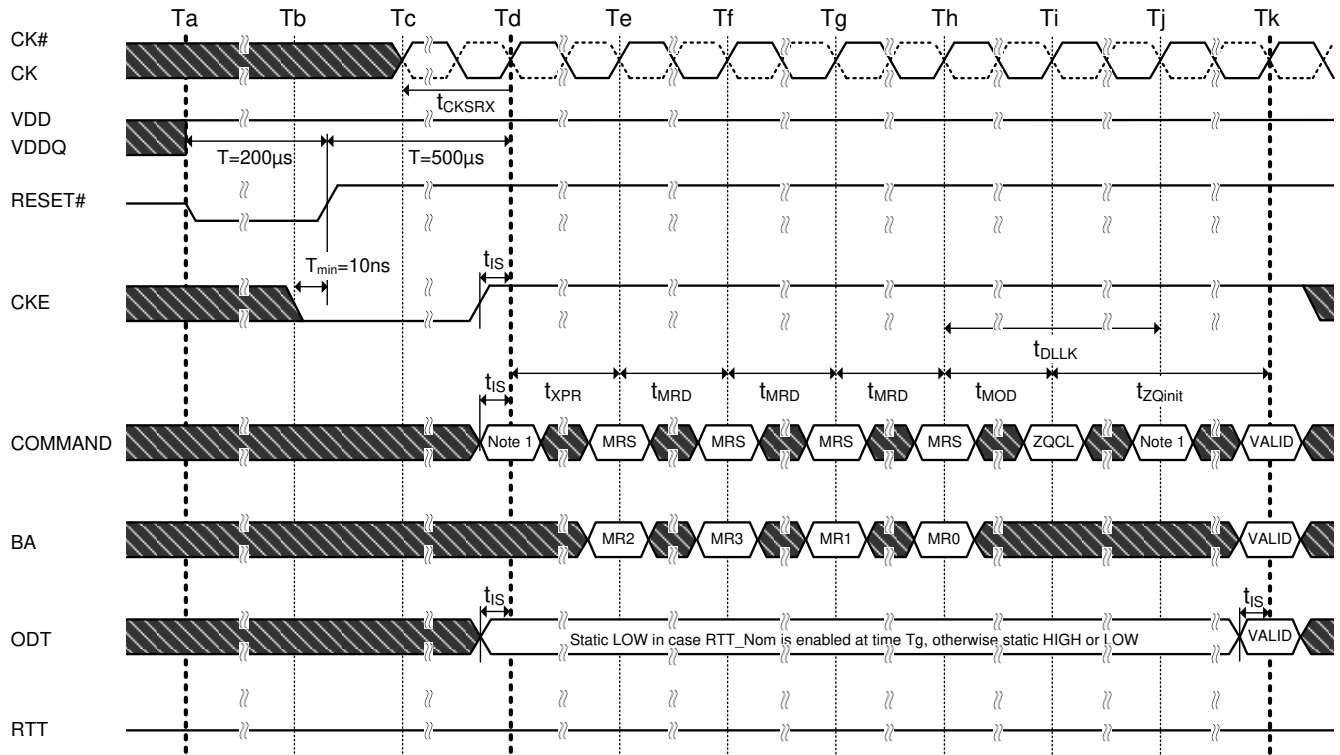 Ta Tb Tc Td Te Tf Tg Th Ti Tj Tk
CK#
CK
tCKSRX
VDD
VDDQ
T=200µs T=500µs
RESET#
Tmin=10ns tIS
CKE
tDLLK
tIS tXPR tMRD tMRD tMRD tMOD tZQinit
COMMAND Note 1 MRS MRS MRS MRS ZQCL Note 1 VALID
BA MR2 MR3 MR1 MR0 VALID
tIS tIS
ODT Static LOW in case RTT_Nom is enabled at time Tg, otherwise static HIGH or LOW VALID
RTT